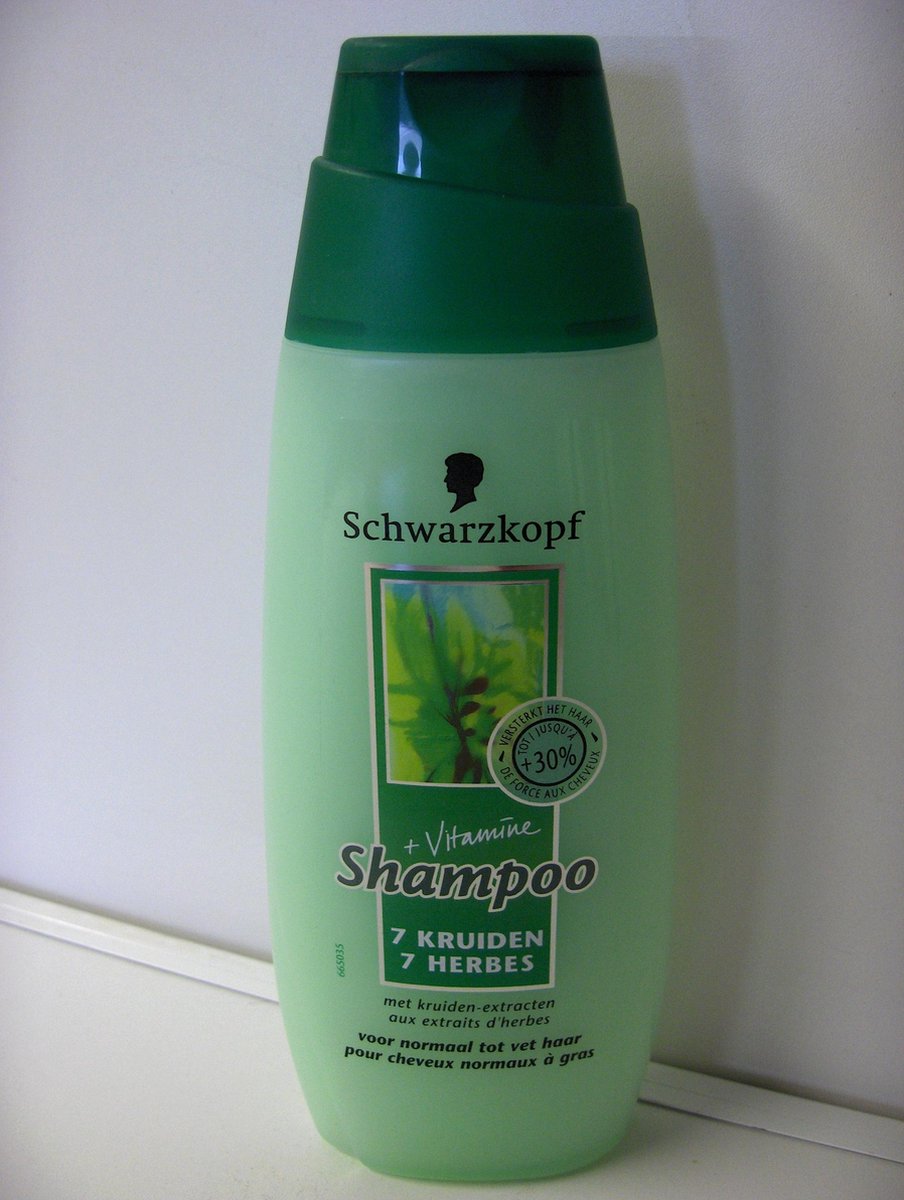 Schwarzkopf
VERSTERKT HET HAAR
TOT / JUSQU'À
+30%
DE FORCE AUX CHEVEUX
+ Vitamine
Shampoo
7 KRUIDEN
7 HERBES
665035
met kruiden-extracten
aux extraits d'herbes
voor normaal tot vet haar
pour cheveux normaux à gras